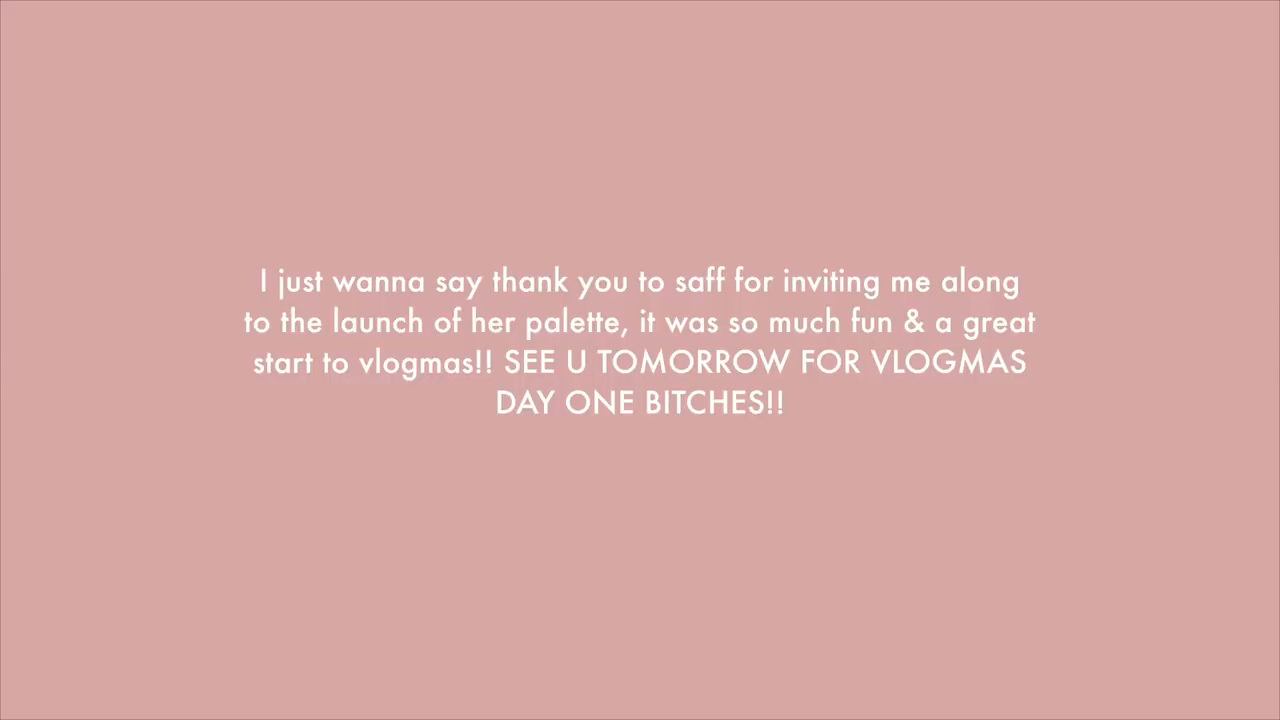 I just wanna say thank you to saff for inviting me along
to the launch of her palette, it was so much fun & a great
start to vlogmas!! SEE U TOMORROW FOR VLOGMAS
DAY ONE BITCHES!!